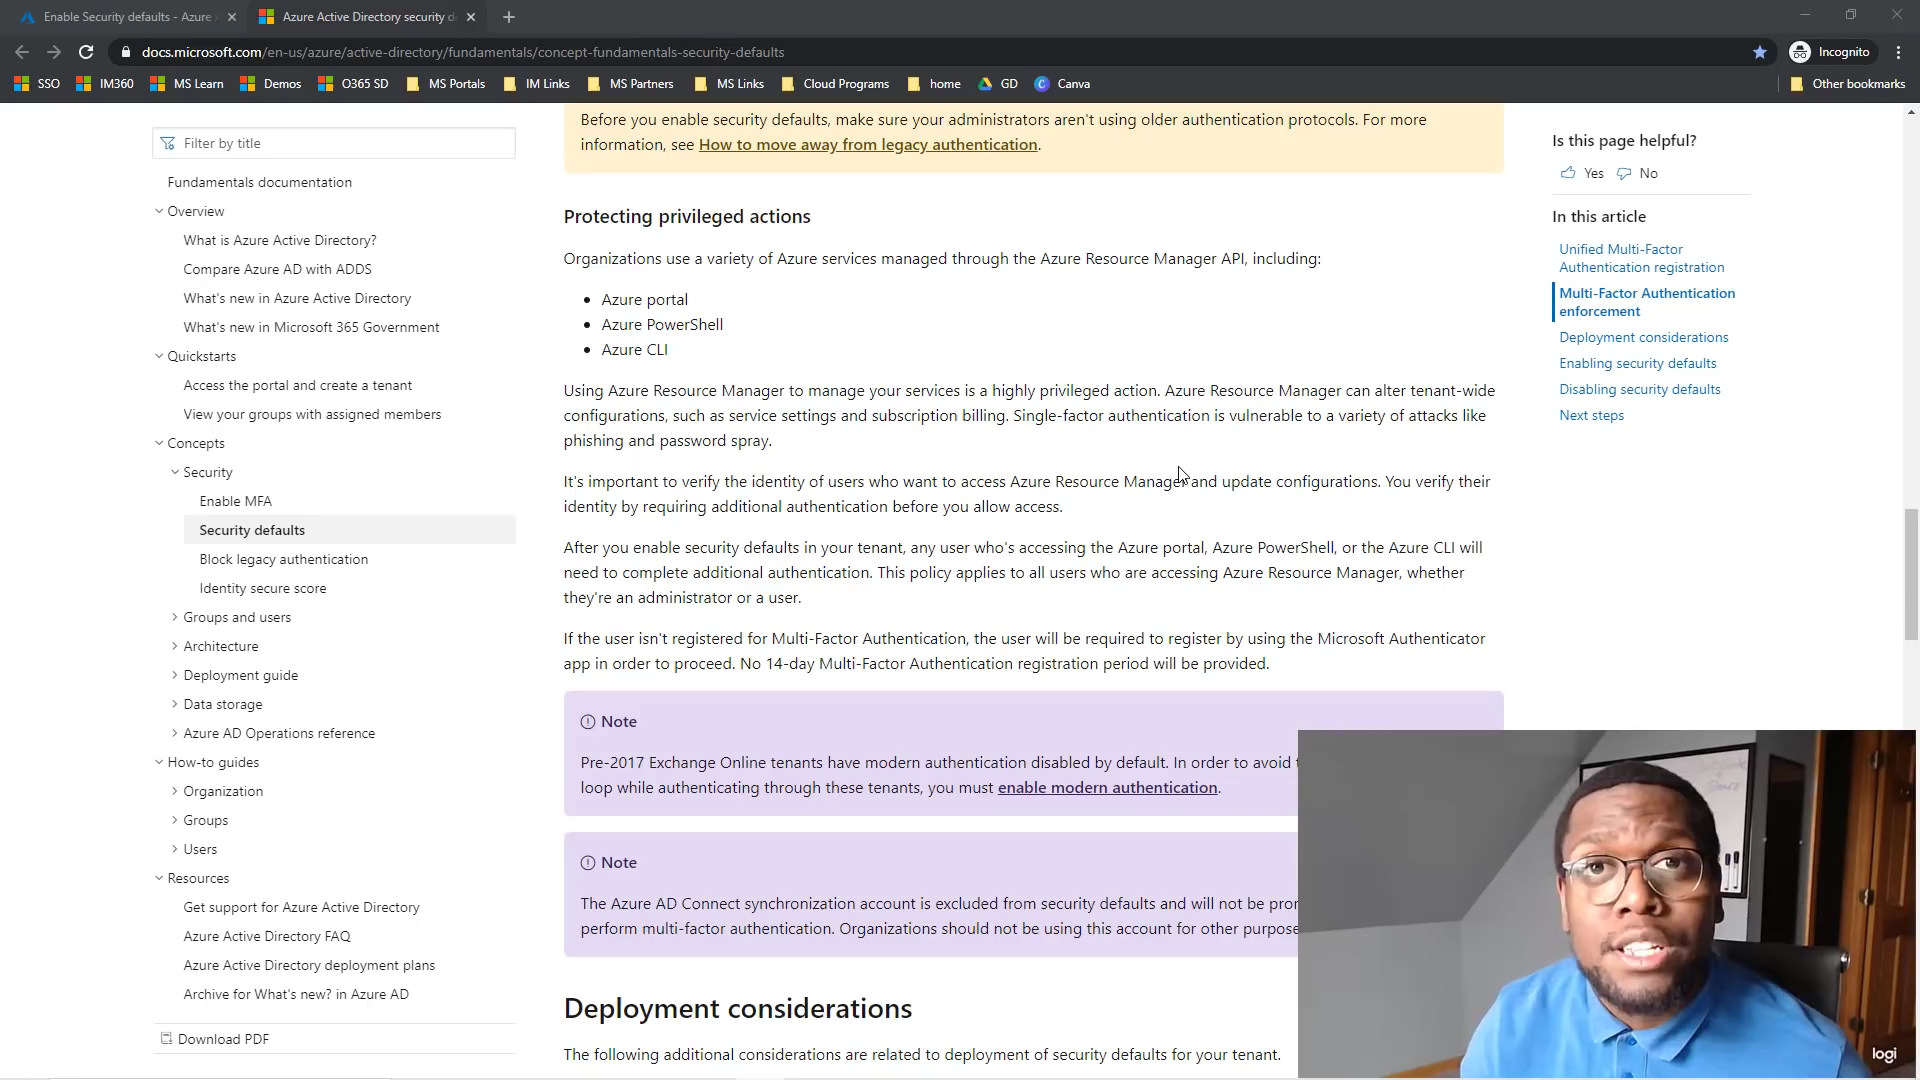 Enable Security defaults - Azure
Azure Active Directory security d
docs.microsoft.com/en-us/azure/active-directory/fundamentals/concept-fundamentals-security-defaults
Incognito
SSO
IM360
MS Learn
Demos
O365 SD
MS Portals
IM Links
MS Partners
MS Links
Cloud Programs
home
GD
Canva
Other bookmarks
Filter by title
Fundamentals documentation
Overview
What is Azure Active Directory?
Compare Azure AD with ADDS
What's new in Azure Active Directory
What's new in Microsoft 365 Government
Quickstarts
Access the portal and create a tenant
View your groups with assigned members
Concepts
Security
Enable MFA
Security defaults
Block legacy authentication
Identity secure score
Groups and users
Architecture
Deployment guide
Data storage
Azure AD Operations reference
How-to guides
Organization
Groups
Users
Resources
Get support for Azure Active Directory
Azure Active Directory FAQ
Azure Active Directory deployment plans
Archive for What's new? in Azure AD
Download PDF
Before you enable security defaults, make sure your administrators aren't using older authentication protocols. For more
information, see How to move away from legacy authentication.
Protecting privileged actions
Organizations use a variety of Azure services managed through the Azure Resource Manager API, including:
• Azure portal
• Azure PowerShell
• Azure CLI
Using Azure Resource Manager to manage your services is a highly privileged action. Azure Resource Manager can alter tenant-wide
configurations, such as service settings and subscription billing. Single-factor authentication is vulnerable to a variety of attacks like
phishing and password spray.
It's important to verify the identity of users who want to access Azure Resource Manager and update configurations. You verify their
identity by requiring additional authentication before you allow access.
After you enable security defaults in your tenant, any user who's accessing the Azure portal, Azure PowerShell, or the Azure CLI will
need to complete additional authentication. This policy applies to all users who are accessing Azure Resource Manager, whether
they're an administrator or a user.
If the user isn't registered for Multi-Factor Authentication, the user will be required to register by using the Microsoft Authenticator
app in order to proceed. No 14-day Multi-Factor Authentication registration period will be provided.
Note
Pre-2017 Exchange Online tenants have modern authentication disabled by default. In order to avoid
loop while authenticating through these tenants, you must enable modern authentication.
Note
The Azure AD Connect synchronization account is excluded from security defaults and will not be
perform multi-factor authentication. Organizations should not be using this account for other
Deployment considerations
The following additional considerations are related to deployment of security defaults for your tenant.
Is this page helpful?
Yes
No
In this article
Unified Multi-Factor
Authentication registration
Multi-Factor Authentication
enforcement
Deployment considerations
Enabling security defaults
Disabling security defaults
Next steps
logi